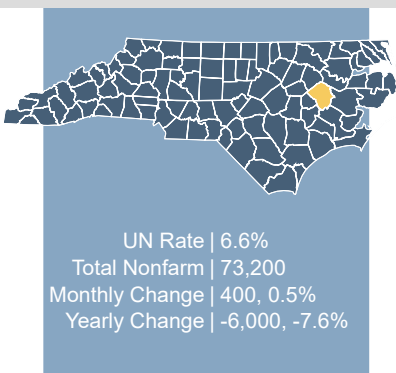 UN Rate | 6.6%
Total Nonfarm | 73,200
Monthly Change | 400, 0.5%
Yearly Change | -6,000, -7.6%